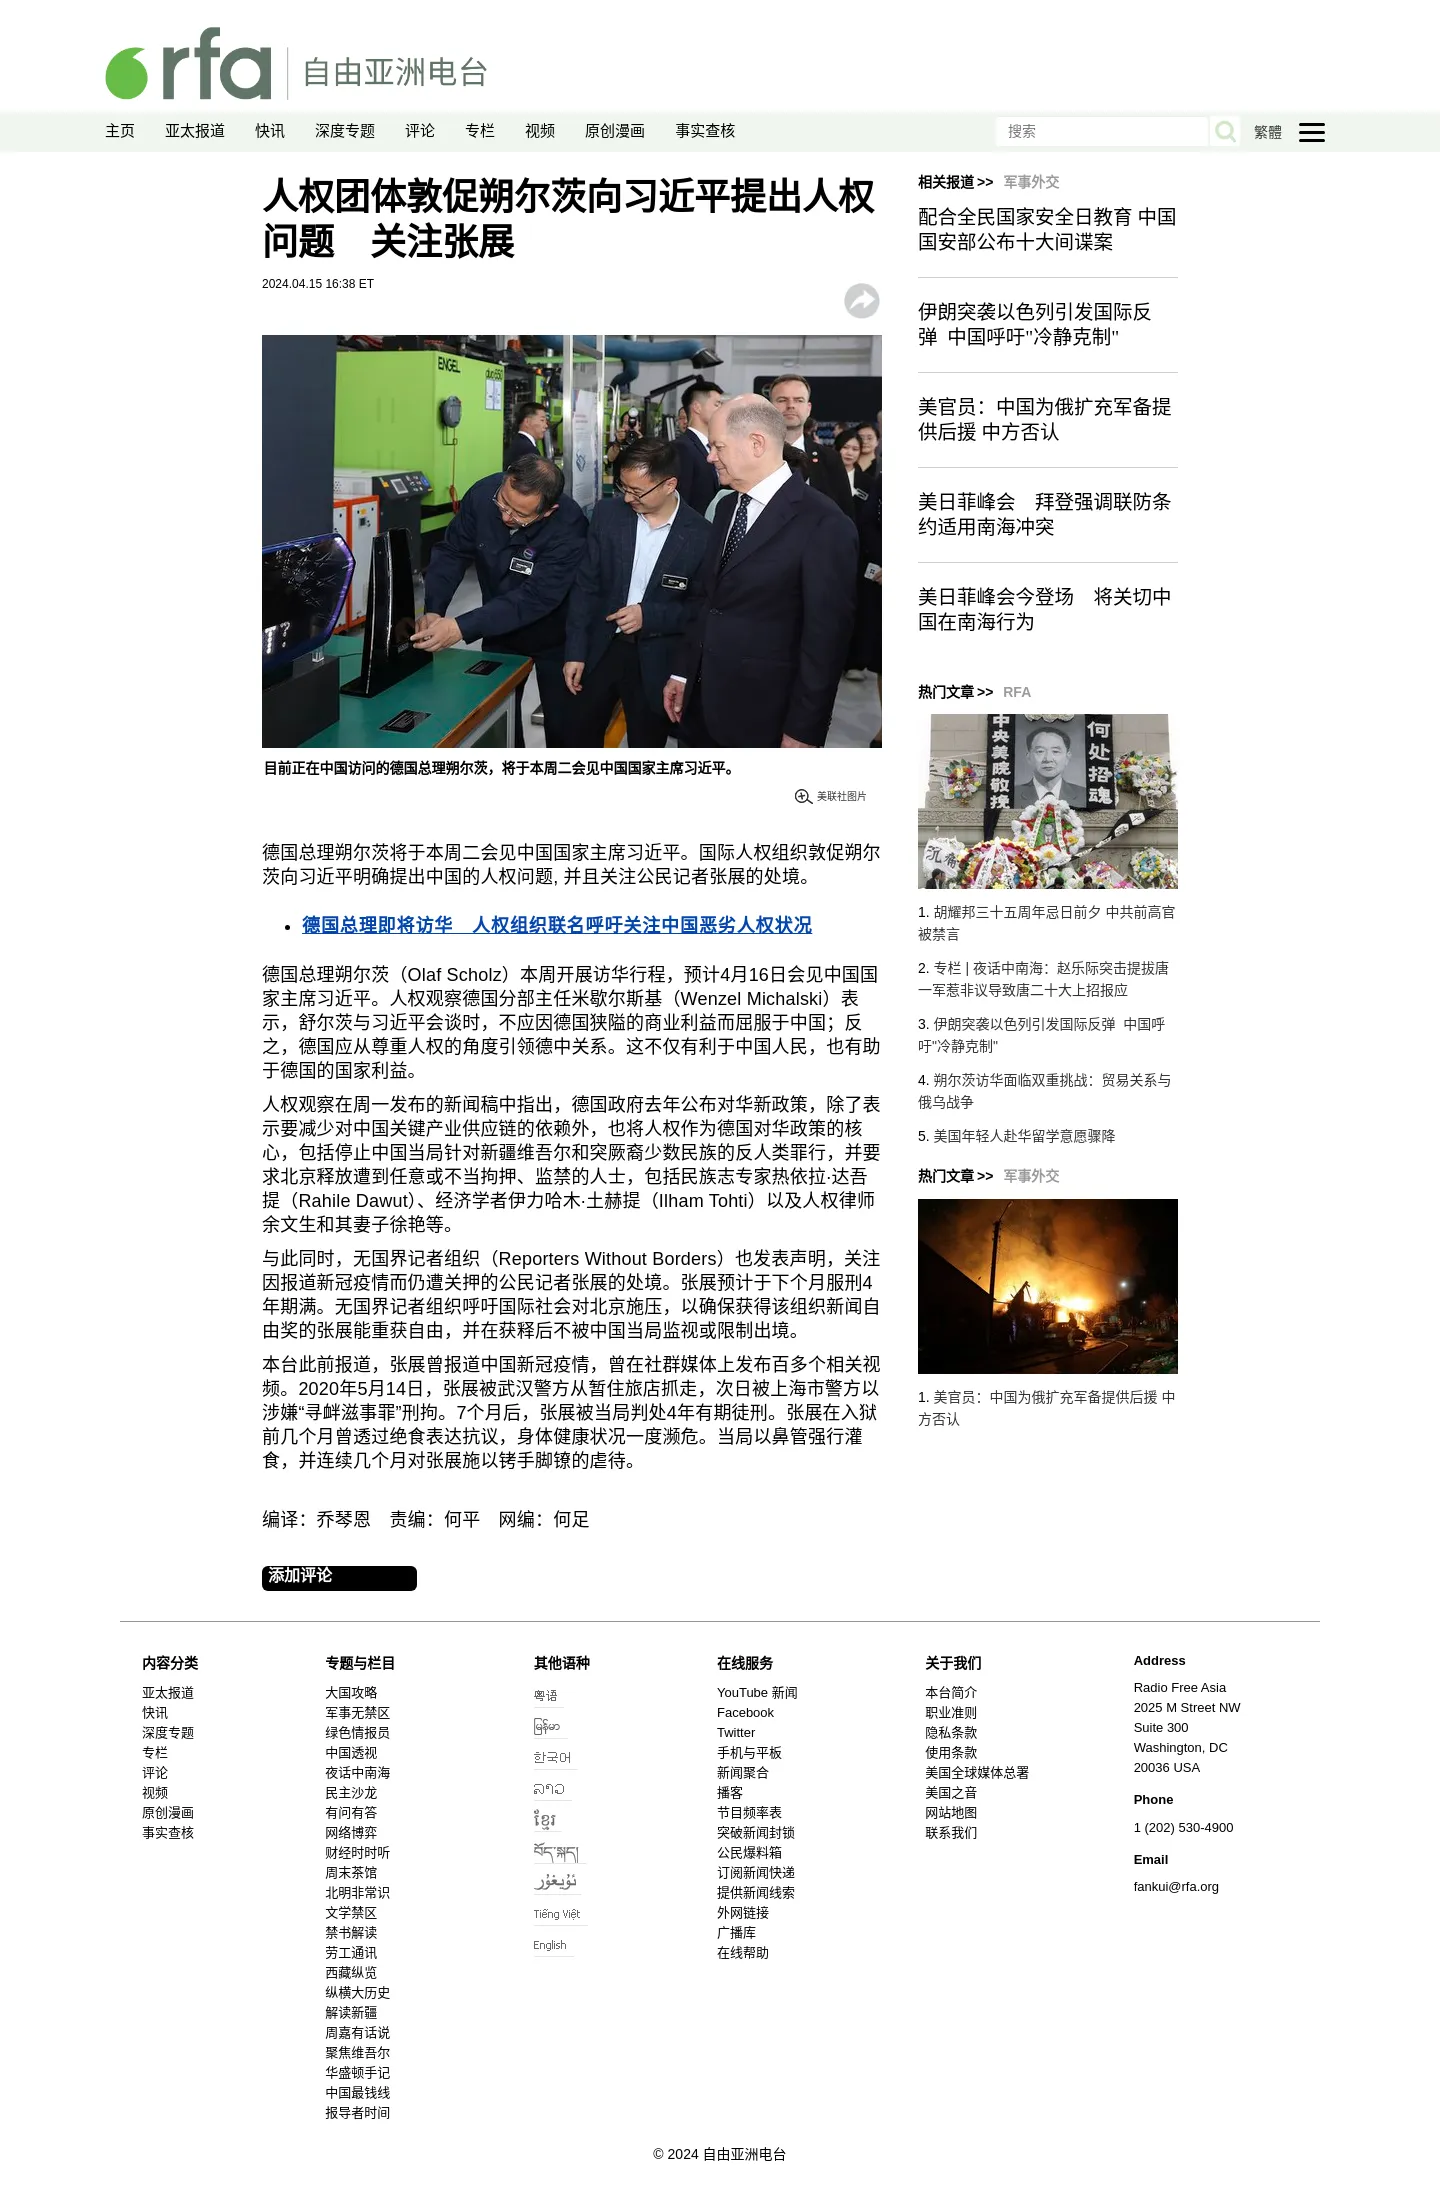 rfa 自由亚洲电台
主页 亚太报道 快讯 深度专题 评论 专栏 视频 原创漫画 事实查核 搜索 繁體
人权团体敦促朔尔茨向习近平提出人权
问题　关注张展
2024.04.15 16:38 ET
ENGEL
duo 550
目前正在中国访问的德国总理朔尔茨，将于本周二会见中国国家主席习近平。
美联社图片
德国总理朔尔茨将于本周二会见中国国家主席习近平。国际人权组织敦促朔尔
茨向习近平明确提出中国的人权问题, 并且关注公民记者张展的处境。
• 德国总理即将访华　人权组织联名呼吁关注中国恶劣人权状况
德国总理朔尔茨（Olaf Scholz）本周开展访华行程，预计4月16日会见中国国
家主席习近平。人权观察德国分部主任米歇尔斯基（Wenzel Michalski）表
示，舒尔茨与习近平会谈时，不应因德国狭隘的商业利益而屈服于中国；反
之，德国应从尊重人权的角度引领德中关系。这不仅有利于中国人民，也有助
于德国的国家利益。
人权观察在周一发布的新闻稿中指出，德国政府去年公布对华新政策，除了表
示要减少对中国关键产业供应链的依赖外，也将人权作为德国对华政策的核
心，包括停止中国当局针对新疆维吾尔和突厥裔少数民族的反人类罪行，并要
求北京释放遭到任意或不当拘押、监禁的人士，包括民族志专家热依拉·达吾
提（Rahile Dawut）、经济学者伊力哈木·土赫提（Ilham Tohti）以及人权律师
余文生和其妻子徐艳等。
与此同时，无国界记者组织（Reporters Without Borders）也发表声明，关注
因报道新冠疫情而仍遭关押的公民记者张展的处境。张展预计于下个月服刑4
年期满。无国界记者组织呼吁国际社会对北京施压，以确保获得该组织新闻自
由奖的张展能重获自由，并在获释后不被中国当局监视或限制出境。
本台此前报道，张展曾报道中国新冠疫情，曾在社群媒体上发布百多个相关视
频。2020年5月14日，张展被武汉警方从暂住旅店抓走，次日被上海市警方以
涉嫌“寻衅滋事罪”刑拘。7个月后，张展被当局判处4年有期徒刑。张展在入狱
前几个月曾透过绝食表达抗议，身体健康状况一度濒危。当局以鼻管强行灌
食，并连续几个月对张展施以铐手脚镣的虐待。
编译：乔琴恩　责编：何平　网编：何足
添加评论
相关报道 >> 军事外交
配合全民国家安全日教育 中国
国安部公布十大间谍案
伊朗突袭以色列引发国际反
弹  中国呼吁"冷静克制"
美官员：中国为俄扩充军备提
供后援 中方否认
美日菲峰会　拜登强调联防条
约适用南海冲突
美日菲峰会今登场　将关切中
国在南海行为
热门文章 >> RFA
中央美院敬挽
何处招魂
沉痛
1. 胡耀邦三十五周年忌日前夕 中共前高官
被禁言
2. 专栏 | 夜话中南海：赵乐际突击提拔唐
一军惹非议导致唐二十大上招报应
3. 伊朗突袭以色列引发国际反弹  中国呼
吁"冷静克制"
4. 朔尔茨访华面临双重挑战：贸易关系与
俄乌战争
5. 美国年轻人赴华留学意愿骤降
热门文章 >> 军事外交
1. 美官员：中国为俄扩充军备提供后援 中
方否认
内容分类
亚太报道
快讯
深度专题
专栏
评论
视频
原创漫画
事实查核
专题与栏目
大国攻略
军事无禁区
绿色情报员
中国透视
夜话中南海
民主沙龙
有问有答
网络博弈
财经时时听
周末茶馆
北明非常识
文学禁区
禁书解读
劳工通讯
西藏纵览
纵横大历史
解读新疆
周嘉有话说
聚焦维吾尔
华盛顿手记
中国最钱线
报导者时间
其他语种
粤语
မြန်မာ
한국어
ລາວ
ខ្មែរ
བོད་སྐད།
ئۇيغۇر
Tiếng Việt
English
在线服务
YouTube 新闻
Facebook
Twitter
手机与平板
新闻聚合
播客
节目频率表
突破新闻封锁
公民爆料箱
订阅新闻快递
提供新闻线索
外网链接
广播库
在线帮助
关于我们
本台简介
职业准则
隐私条款
使用条款
美国全球媒体总署
美国之音
网站地图
联系我们
Address
Radio Free Asia
2025 M Street NW
Suite 300
Washington, DC
20036 USA
Phone
1 (202) 530-4900
Email
fankui@rfa.org
© 2024 自由亚洲电台